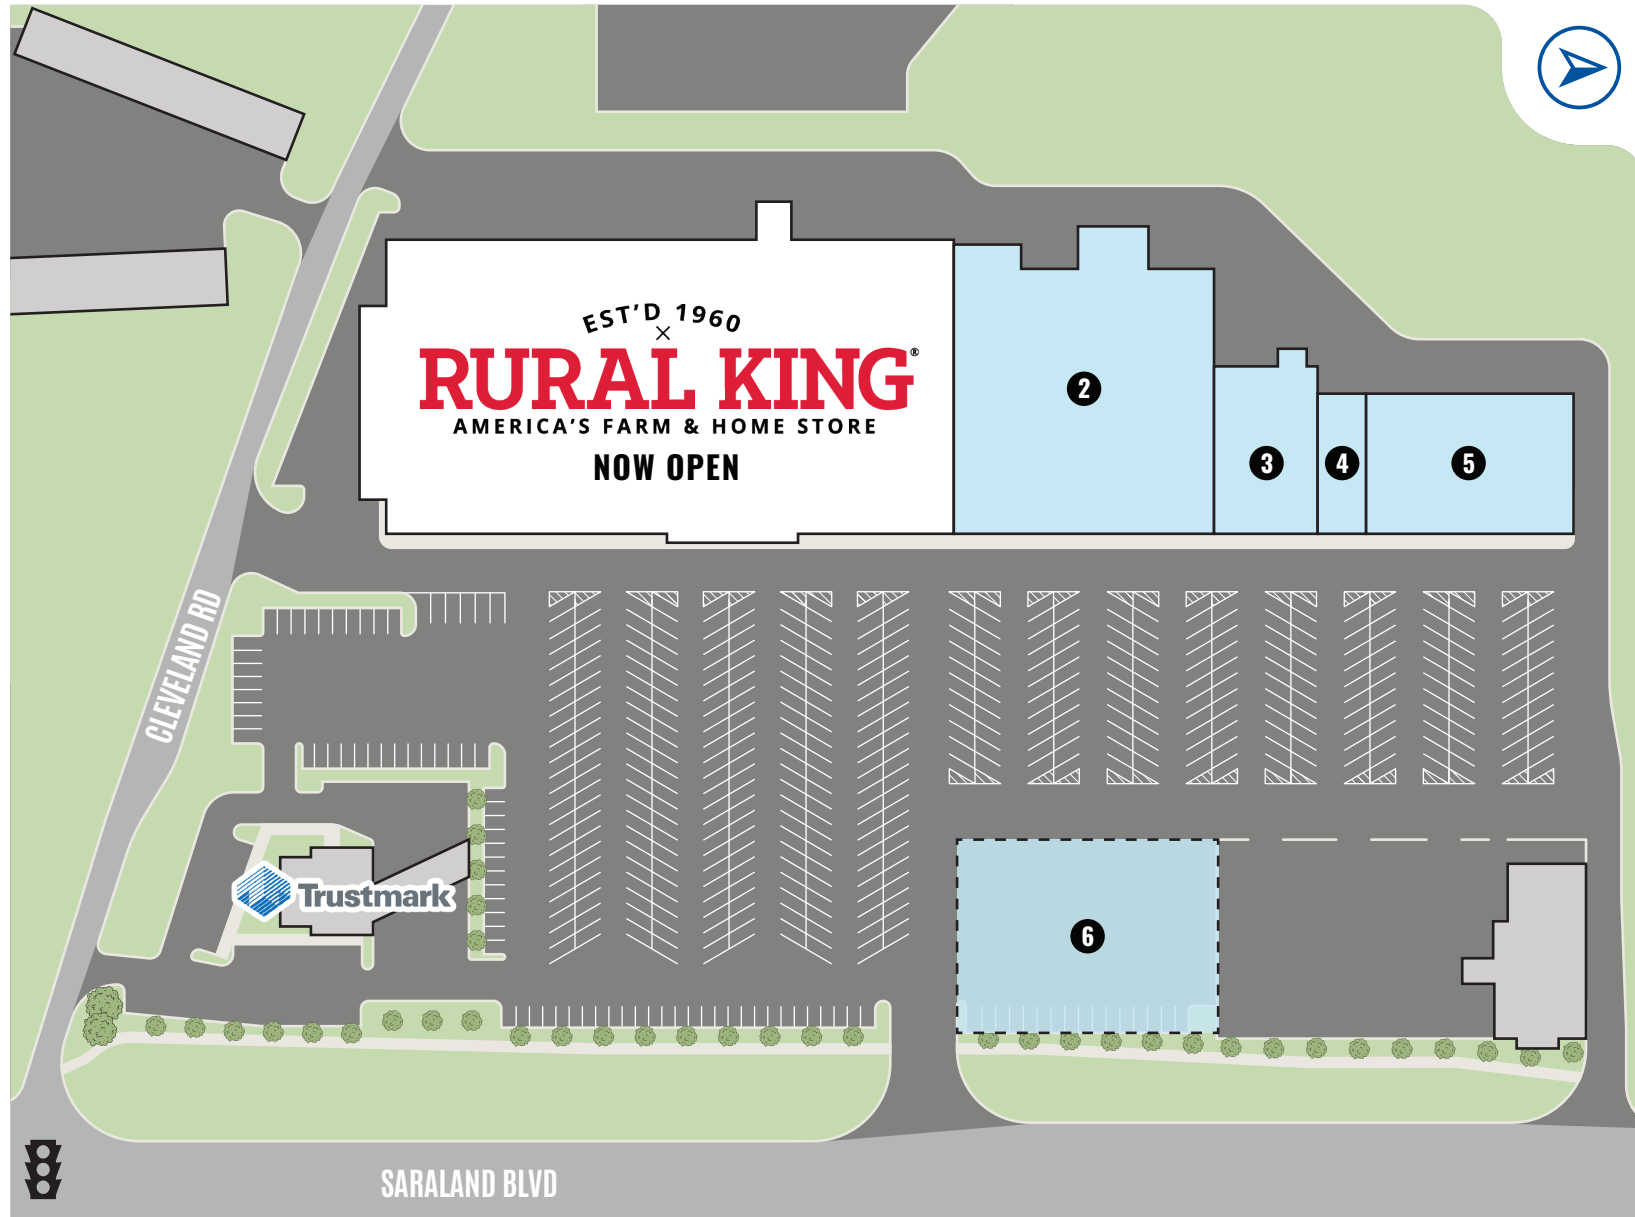 EST'D 1960
RURAL KING®
AMERICA'S FARM & HOME STORE
NOW OPEN
2
3
4
5
CLEVELAND RD
Trustmark
6
SARALAND BLVD